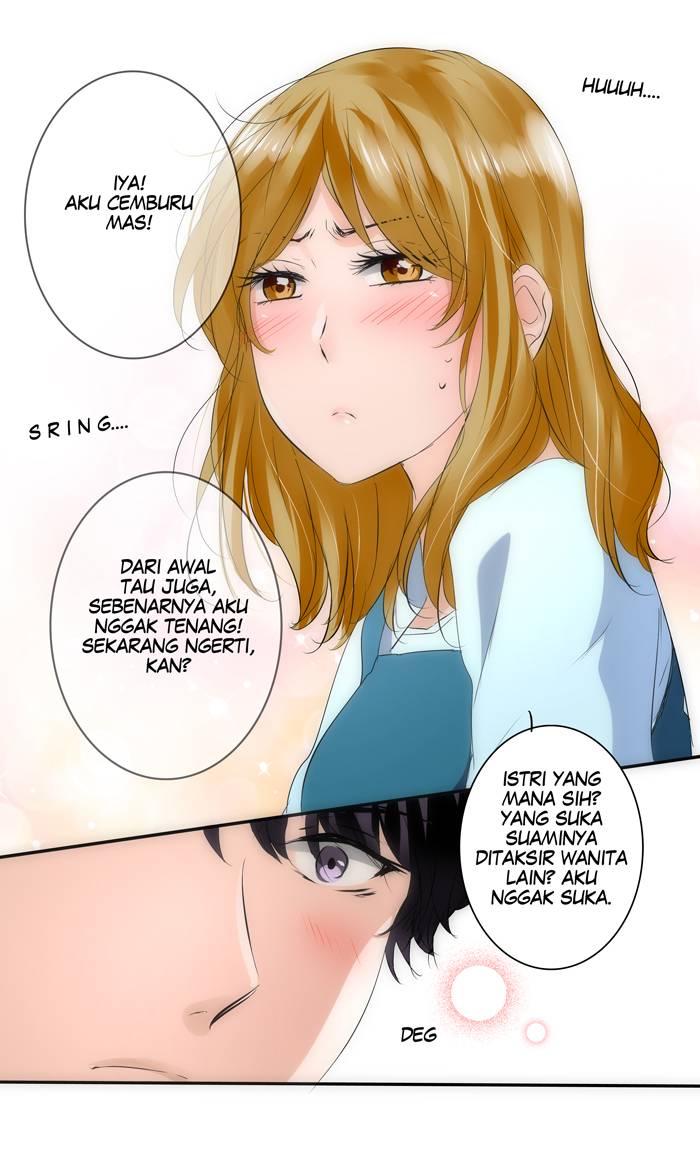 HUUUH....
IYA!
AKU CEMBURU
MAS!
SRING....
DARI AWAL
TAU JUGA,
SEBENARNYA AKU
NGGAK TENANG!
SEKARANG NGERTI,
KAN?
ISTRI YANG
MANA SIH?
YANG SUKA
SUAMINYA
DITAKSIR WANITA
LAIN? AKU
NGGAK SUKA.
DEG